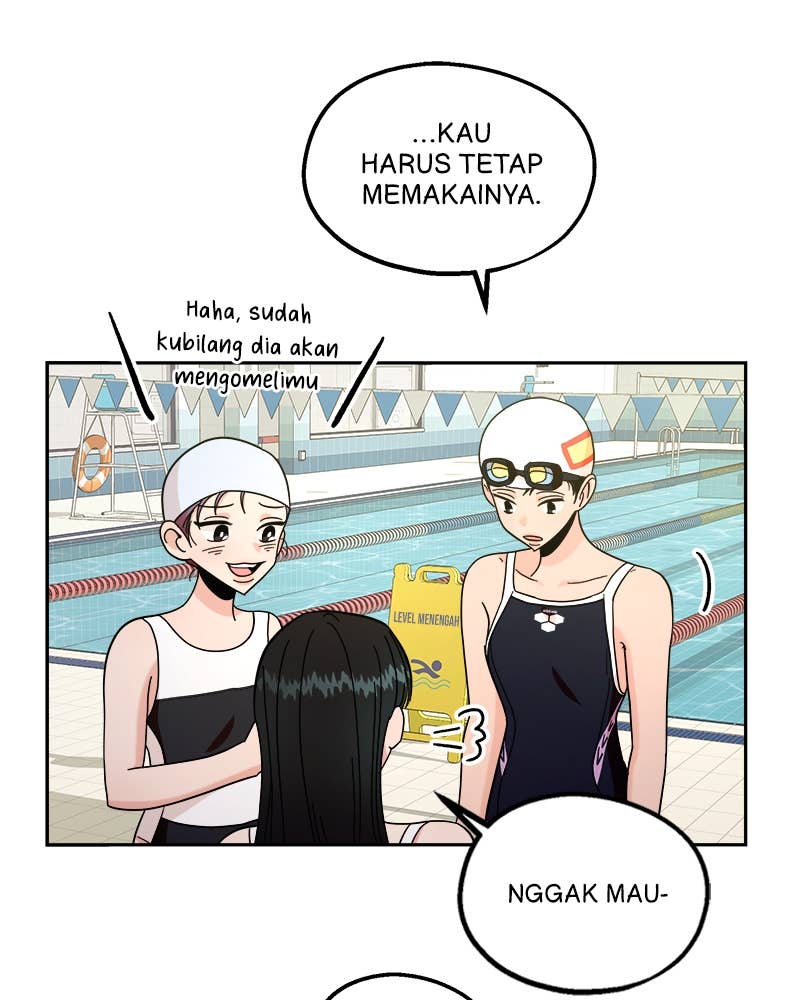 ...KAU
HARUS TETAP
MEMAKAINYA.
Haha, sudah
kubilang dia akan
mengomelimu
LEVEL MENENGAH
NGGAK MAU-